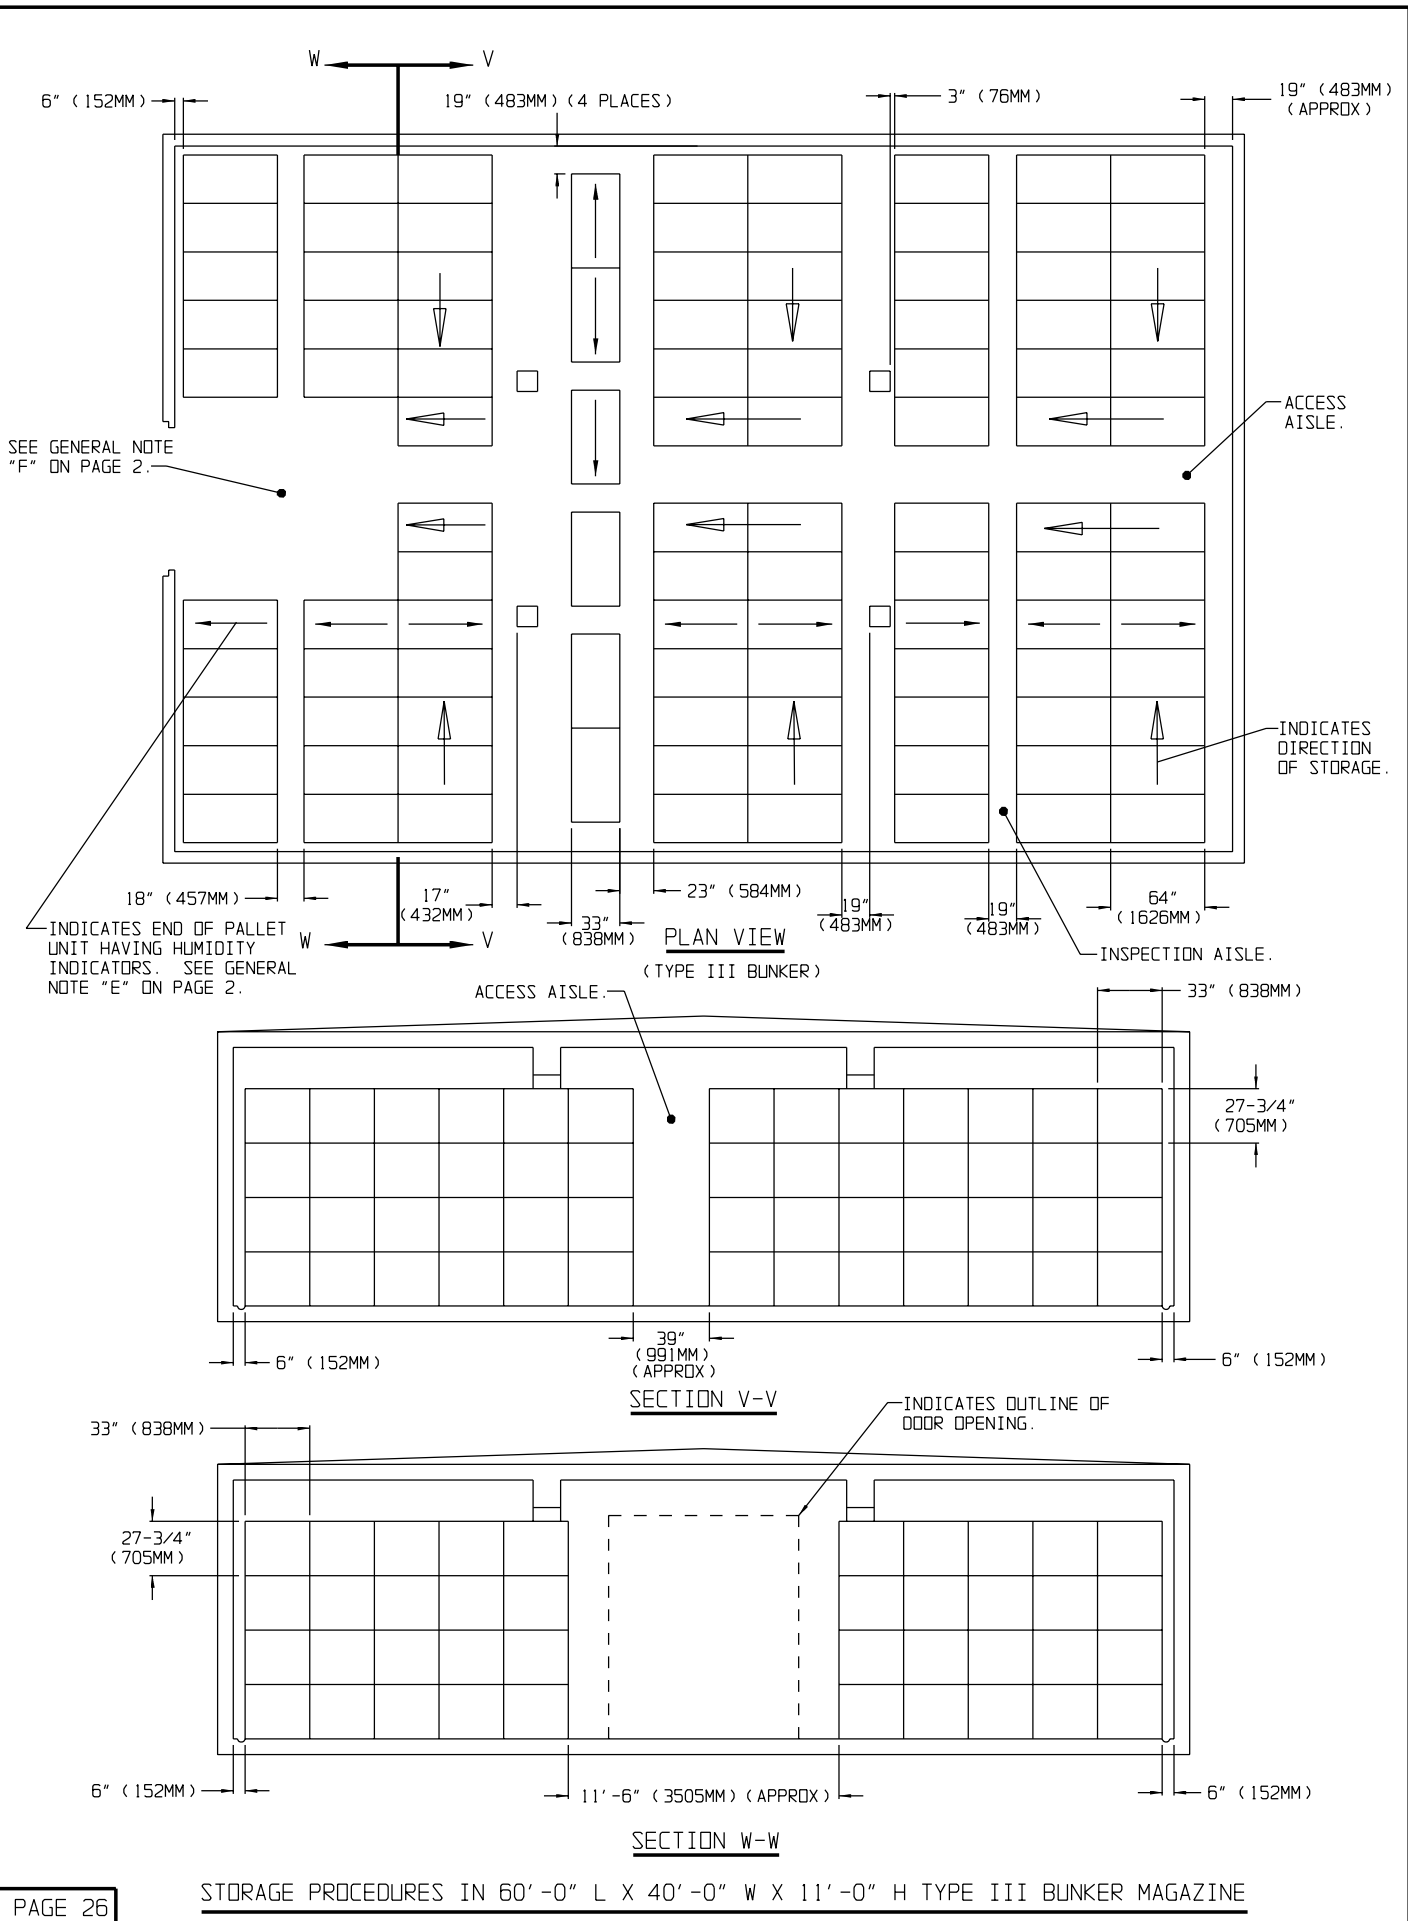 W
V
6" (152MM)
19" (483MM) (4 PLACES)
3" (76MM)
19" (483MM)
(APPROX)
ACCESS
AISLE.
SEE GENERAL NOTE
"F" ON PAGE 2.
INDICATES
DIRECTION
OF STORAGE.
18" (457MM)
17"
(432MM)
33"
(838MM)
23" (584MM)
19"
(483MM)
19"
(483MM)
64"
(1626MM)
INDICATES END OF PALLET
UNIT HAVING HUMIDITY
INDICATORS. SEE GENERAL
NOTE "E" ON PAGE 2.
W
V
PLAN VIEW
(TYPE III BUNKER)
INSPECTION AISLE.
ACCESS AISLE.
33" (838MM)
27-3/4"
(705MM)
6" (152MM)
39"
(991MM)
(APPROX)
6" (152MM)
SECTION V-V
INDICATES OUTLINE OF
DOOR OPENING.
33" (838MM)
27-3/4"
(705MM)
6" (152MM)
11'-6" (3505MM) (APPROX)
6" (152MM)
SECTION W-W
STORAGE PROCEDURES IN 60'-0" L X 40'-0" W X 11'-0" H TYPE III BUNKER MAGAZINE
PAGE 26